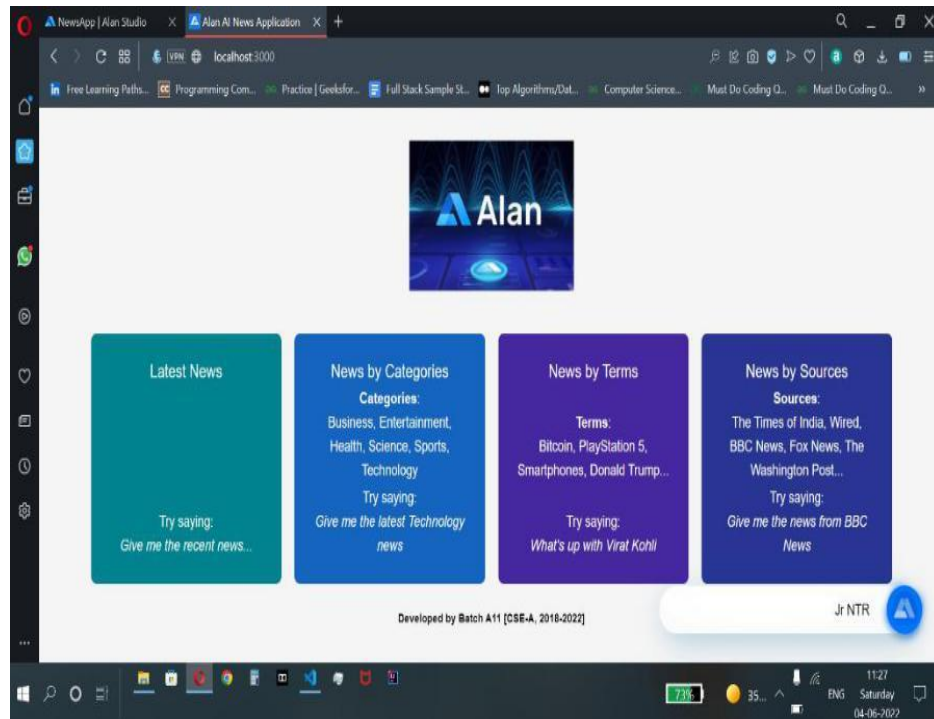 NewsApp | Alan Studio
Alan AI News Application
VPN
localhost:3000
Free Learning Paths...
Programming Com...
Practice | Geeksfor...
Full Stack Sample St...
Top Algorithms/Dat...
Computer Science...
Must Do Coding Q...
Must Do Coding Q...
Alan
Latest News
Try saying:
Give me the recent news...
News by Categories
Categories:
Business, Entertainment,
Health, Science, Sports,
Technology
Try saying:
Give me the latest Technology
news
News by Terms
Terms:
Bitcoin, PlayStation 5,
Smartphones, Donald Trump...
Try saying:
What's up with Virat Kohli
News by Sources
Sources:
The Times of India, Wired,
BBC News, Fox News, The
Washington Post...
Try saying:
Give me the news from BBC
News
Jr NTR
Developed by Batch A11 [CSE-A, 2018-2022]
73%
35...
ENG
11:27
Saturday
04-06-2022